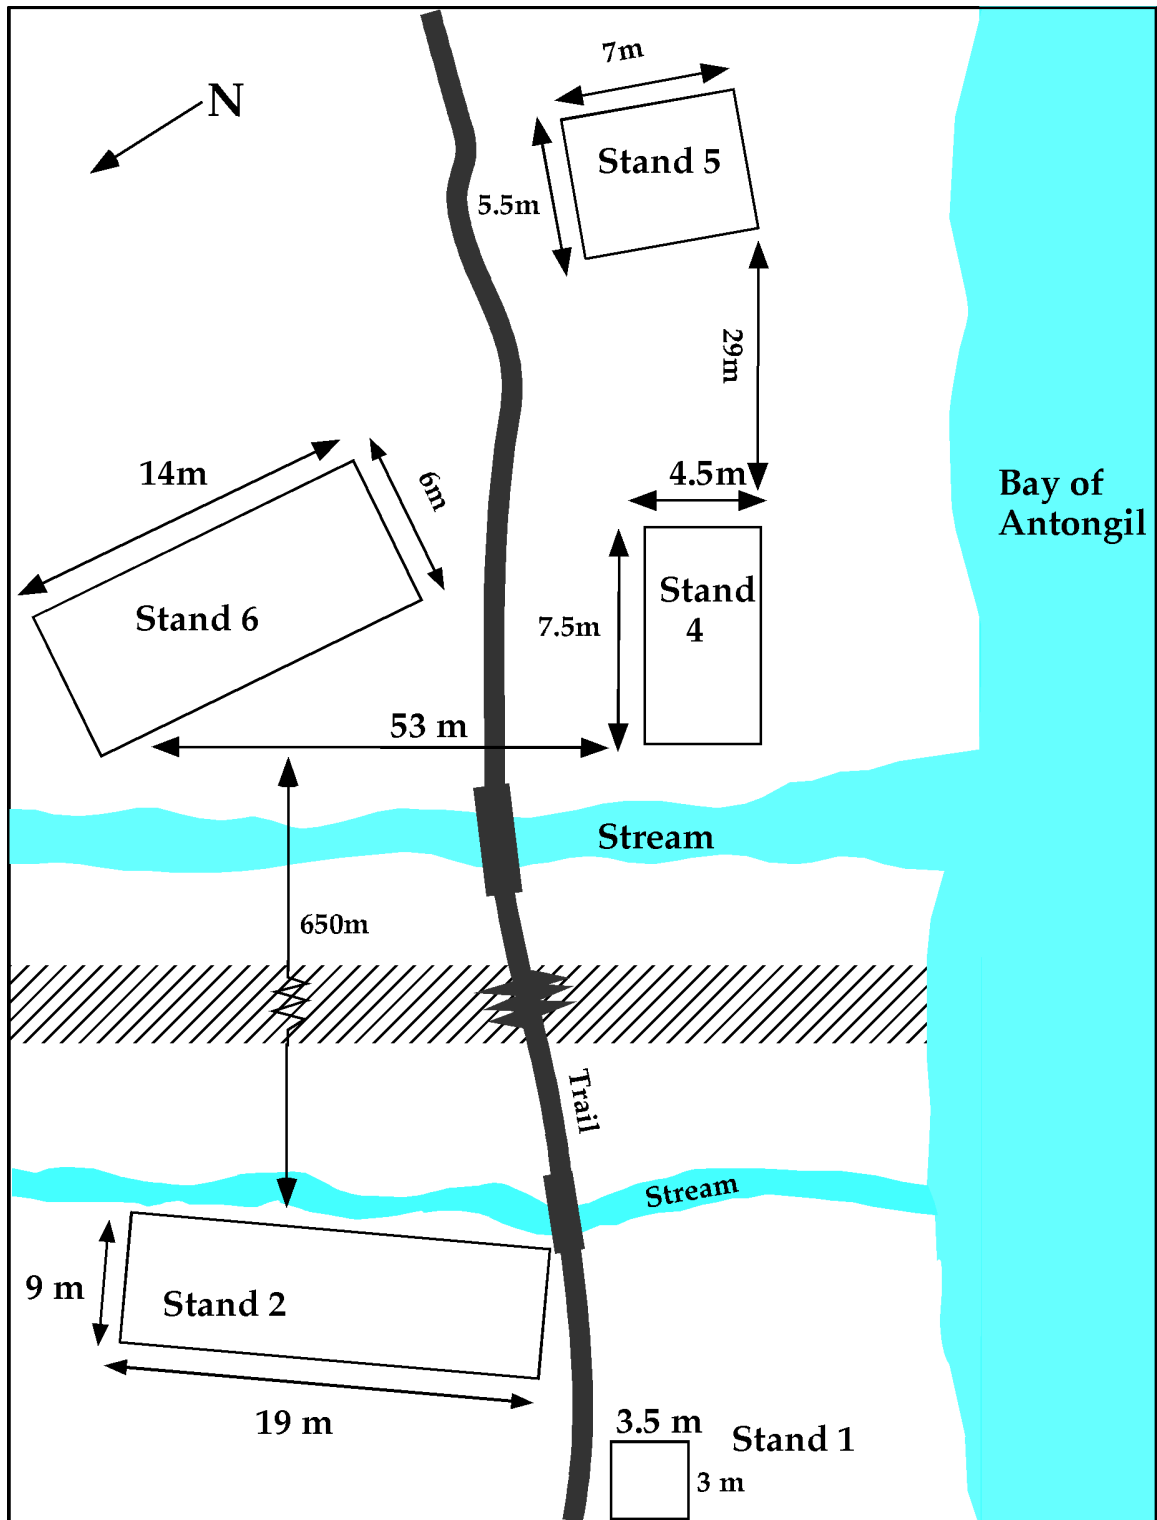 7m
N
Stand 5
5.5m
29m
14m
6m
4.5m
Bay of
Antongil
Stand
4
Stand 6
7.5m
53 m
Stream
650m
Trail
Stream
9 m
Stand 2
19 m
3.5 m
Stand 1
3 m